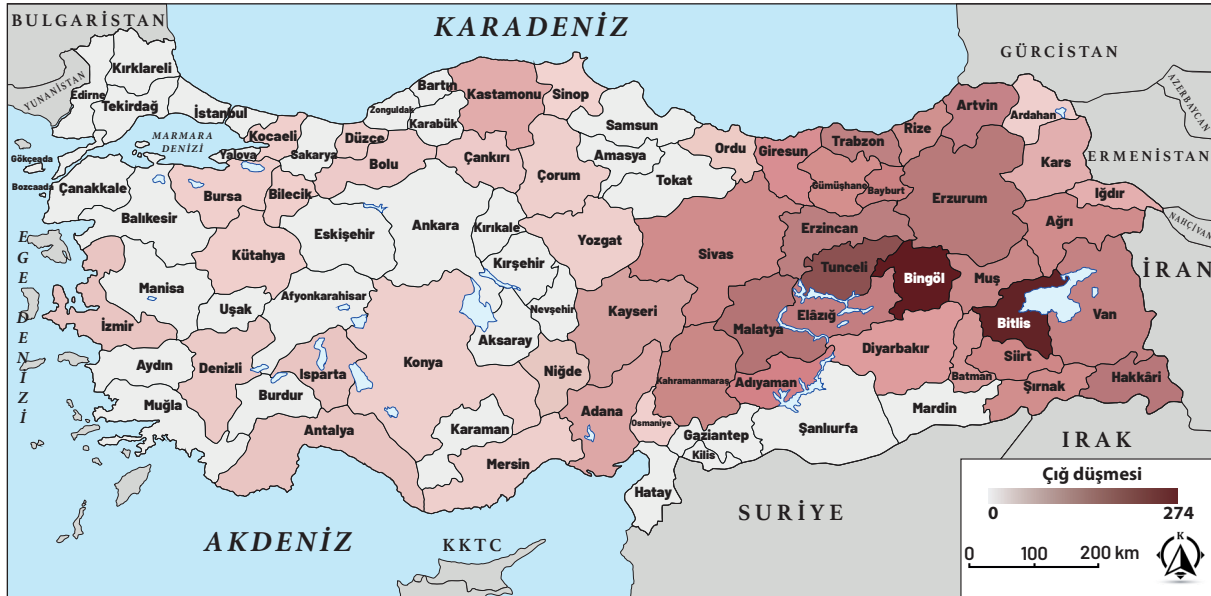 BULGARİSTAN
KARADENİZ
GÜRCİSTAN
YUNANİSTAN
AZERBAYCAN
ERMENİSTAN
NAHÇİVAN
İRAN
IRAK
SURİYE
KKTC
AKDENİZ
EGE DENİZİ
MARMARA
DENİZİ
Kırklareli
Edirne
Tekirdağ
İstanbul
Gökçeada
Bozcaada
Çanakkale
Balıkesir
Bursa
Yalova
Kocaeli
Sakarya
Düzce
Bolu
Bilecik
Zonguldak
Bartın
Karabük
Kastamonu
Sinop
Çankırı
Çorum
Samsun
Amasya
Tokat
Ordu
Giresun
Trabzon
Rize
Artvin
Ardahan
Kars
Iğdır
Ağrı
Erzurum
Gümüşhane
Bayburt
Erzincan
Tunceli
Bingöl
Muş
Bitlis
Van
Hakkâri
Şırnak
Siirt
Batman
Diyarbakır
Mardin
Şanlıurfa
Elâzığ
Malatya
Adıyaman
Kahramanmaraş
Gaziantep
Kilis
Osmaniye
Hatay
Adana
Sivas
Kayseri
Yozgat
Niğde
Nevşehir
Kırşehir
Kırıkale
Ankara
Aksaray
Konya
Karaman
Mersin
Antalya
Isparta
Burdur
Eskişehir
Afyonkarahisar
Kütahya
Uşak
Manisa
İzmir
Aydın
Denizli
Muğla
Çığ düşmesi
0 274
0 100 200 km
K